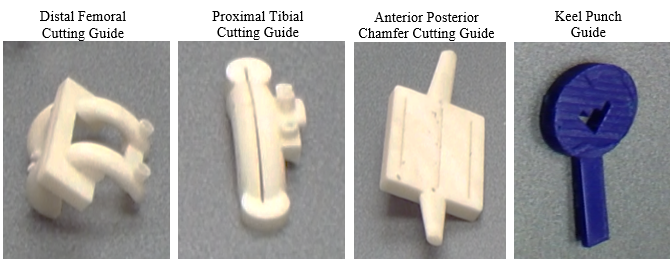 Distal Femoral
Cutting Guide
Proximal Tibial
Cutting Guide
Anterior Posterior
Chamfer Cutting Guide
Keel Punch
Guide